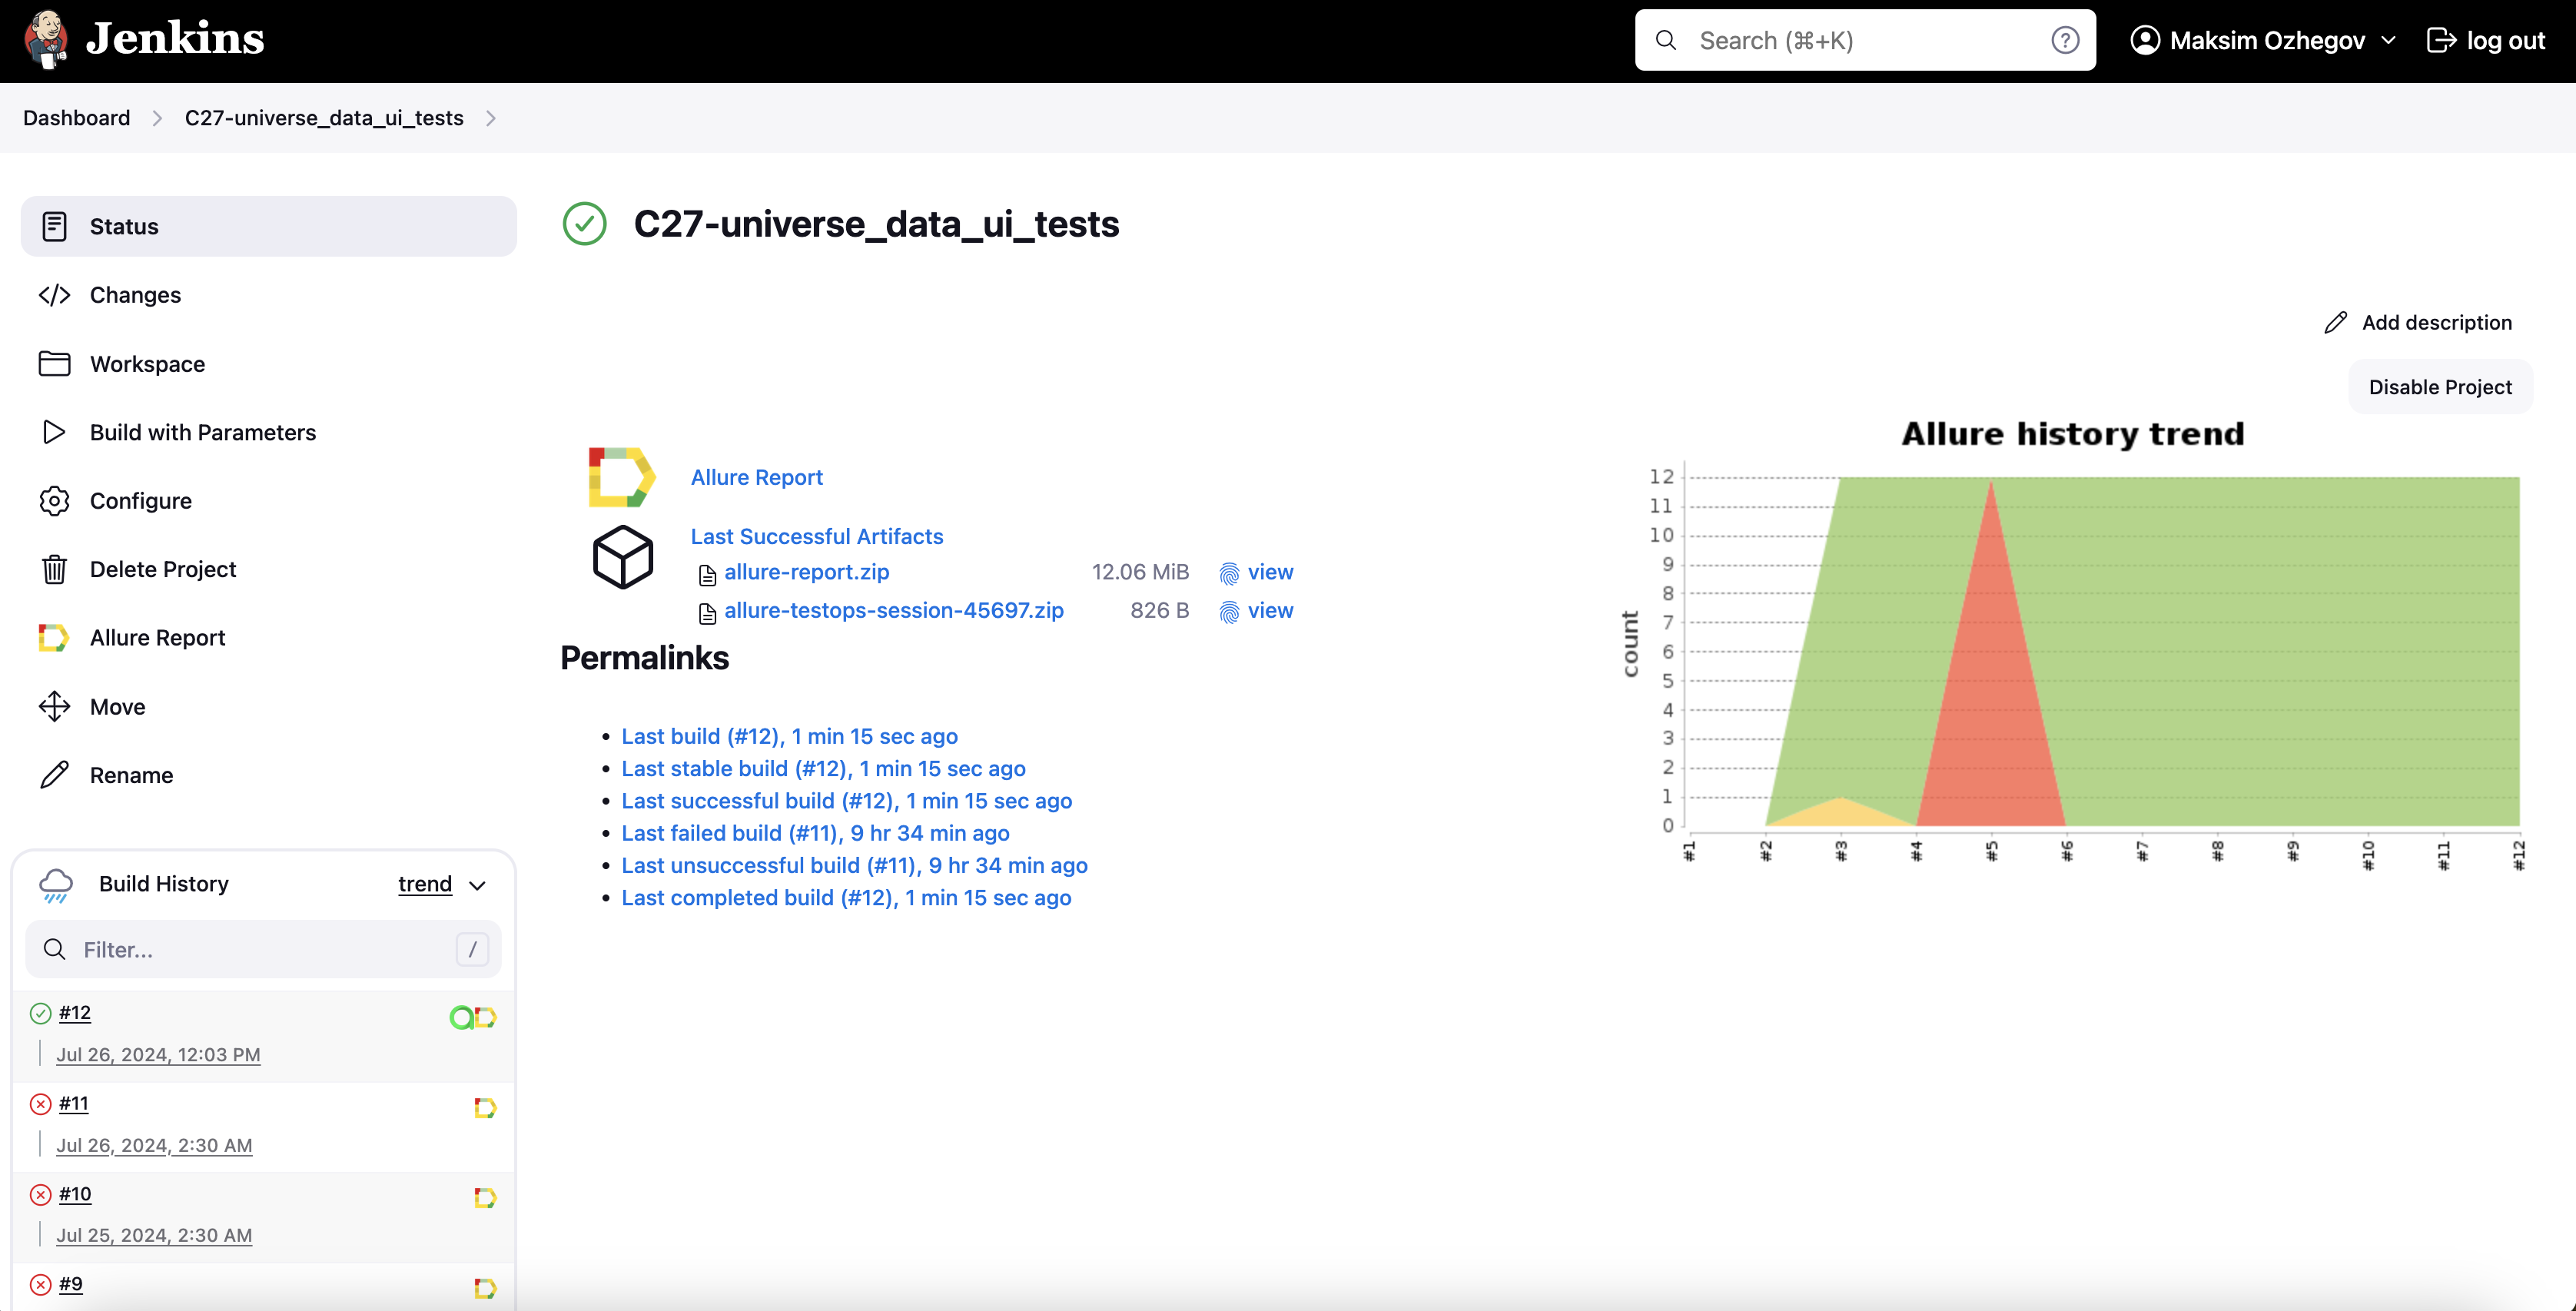 Jenkins
Search (⌘+K)
Maksim Ozhegov
log out
Dashboard
C27-universe_data_ui_tests
Status
Changes
Workspace
Build with Parameters
Configure
Delete Project
Allure Report
Move
Rename
Build History
trend
Filter...
/
#12
Jul 26, 2024, 12:03 PM
#11
Jul 26, 2024, 2:30 AM
#10
Jul 25, 2024, 2:30 AM
#9
C27-universe_data_ui_tests
Add description
Disable Project
Allure Report
Last Successful Artifacts
allure-report.zip 12.06 MiB view
allure-testops-session-45697.zip 826 B view
Permalinks
Last build (#12), 1 min 15 sec ago
Last stable build (#12), 1 min 15 sec ago
Last successful build (#12), 1 min 15 sec ago
Last failed build (#11), 9 hr 34 min ago
Last unsuccessful build (#11), 9 hr 34 min ago
Last completed build (#12), 1 min 15 sec ago
Allure history trend
count
12
11
10
9
8
7
6
5
4
3
2
1
0
#1 #2 #3 #4 #5 #6 #7 #8 #9 #10 #11 #12